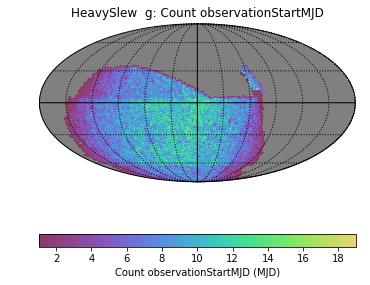 HeavySlew g: Count observationStartMJD
2 4 6 8 10 12 14 16 18
Count observationStartMJD (MJD)